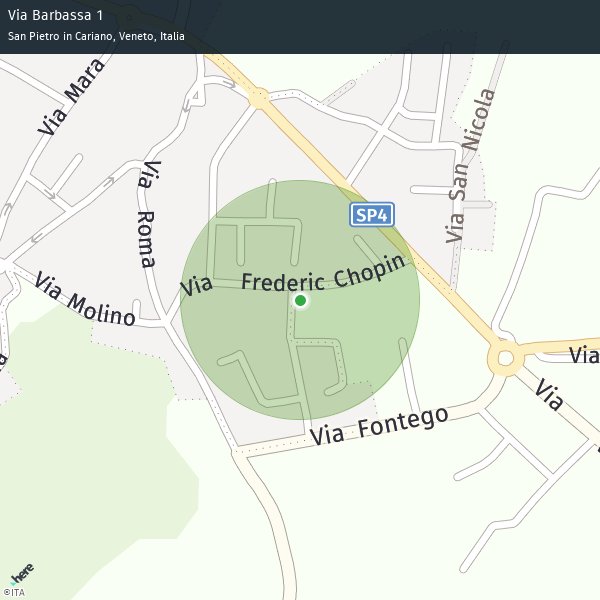 Via Barbassa 1
San Pietro in Cariano, Veneto, Italia
Via Mara
Via San Nicola
Via Roma
SP4
Via Frederic Chopin
Via Molino
Via
Via
Via Fontego
here
©ITA